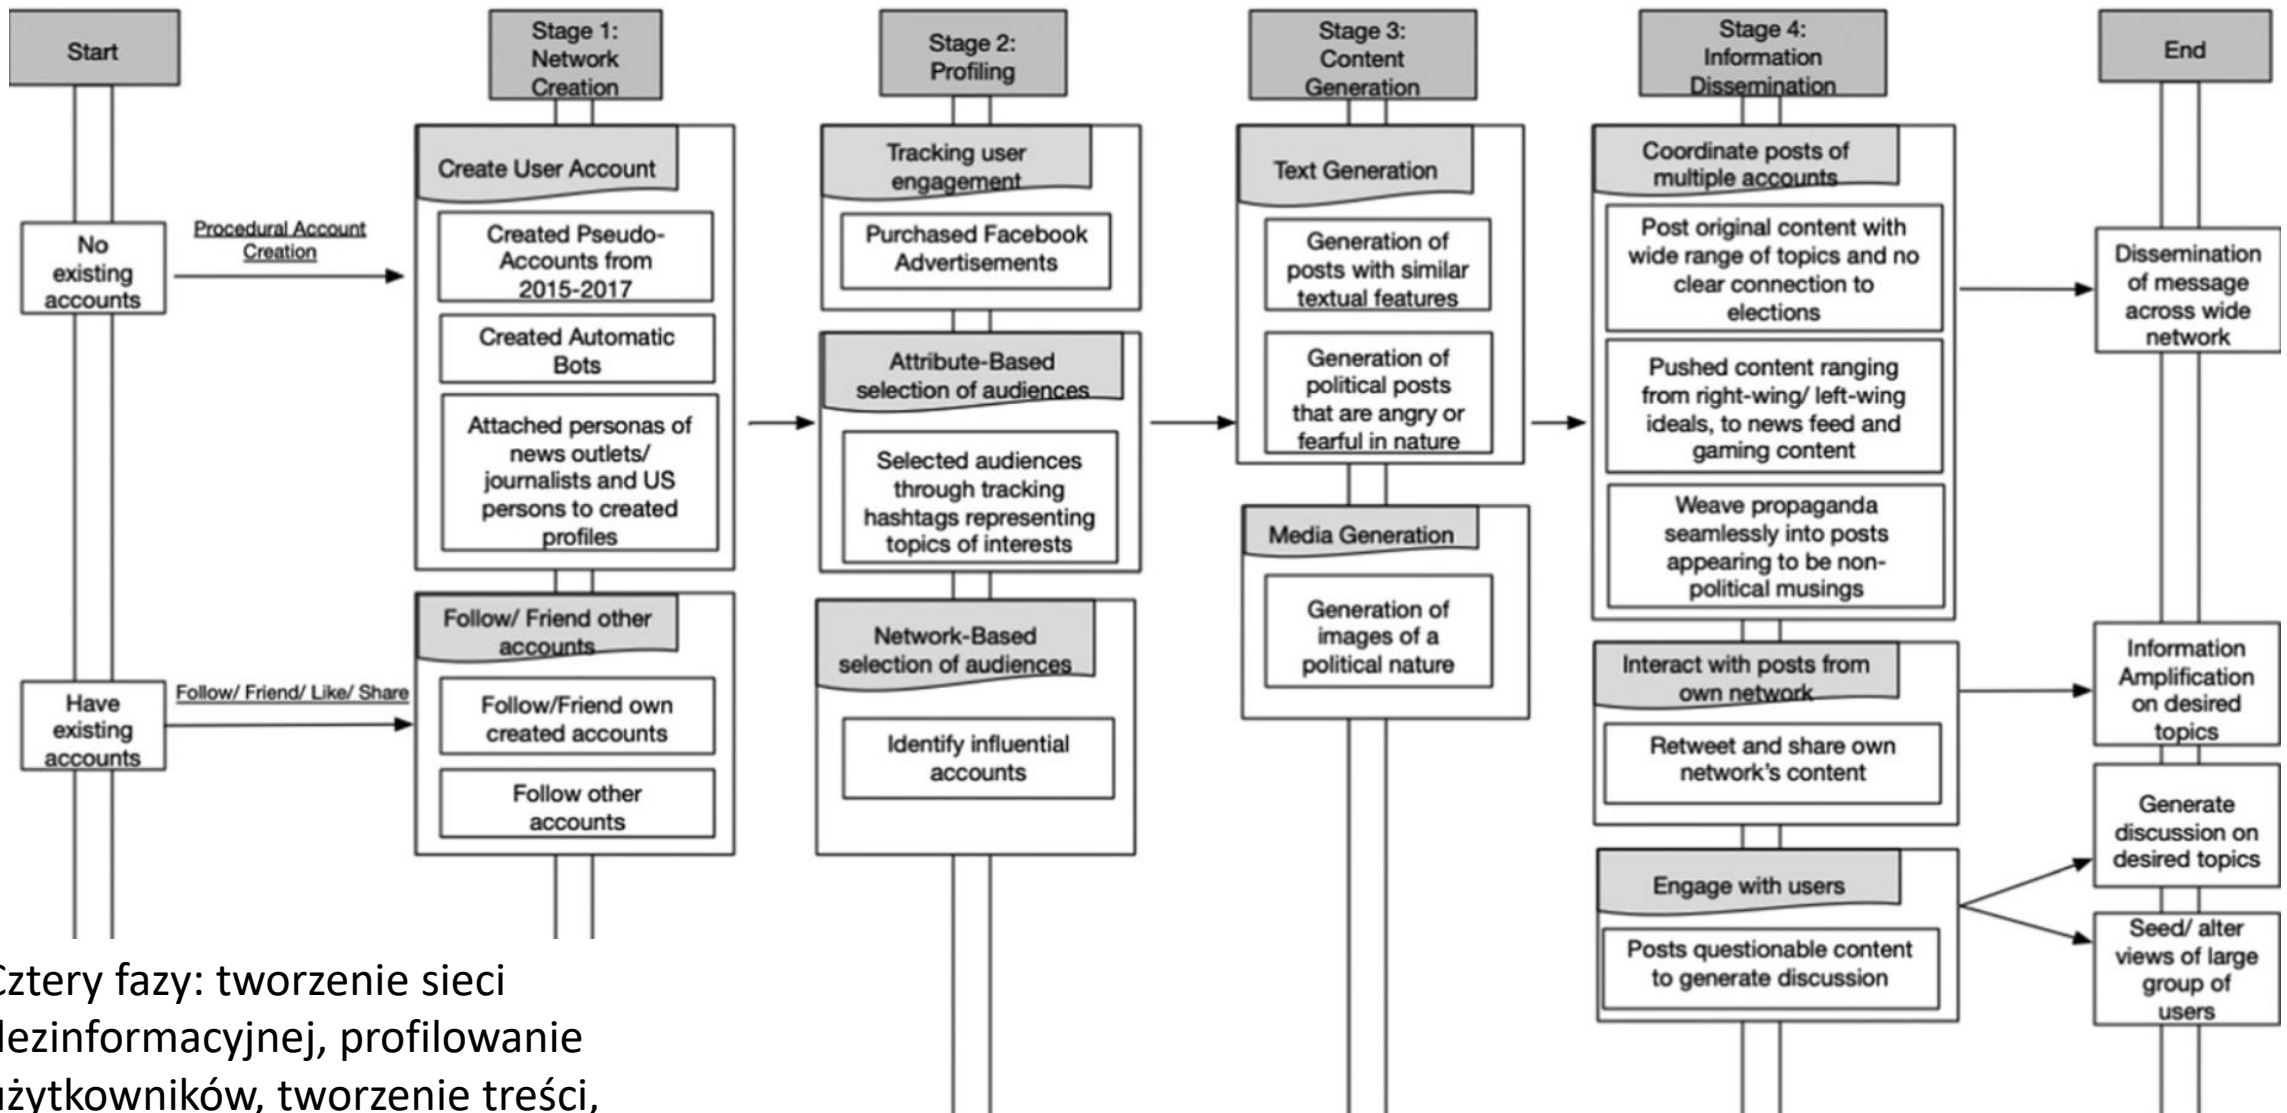 Start
No
existing
accounts
Procedural Account
Creation
Have
existing
accounts
Follow/ Friend/ Like/ Share
Stage 1:
Network
Creation
Create User Account
Created Pseudo-
Accounts from
2015-2017
Created Automatic
Bots
Attached personas of
news outlets/
journalists and US
persons to created
profiles
Follow/ Friend other
accounts
Follow/Friend own
created accounts
Follow other
accounts
Stage 2:
Profiling
Tracking user
engagement
Purchased Facebook
Advertisements
Attribute-Based
selection of audiences
Selected audiences
through tracking
hashtags representing
topics of interests
Network-Based
selection of audiences
Identify influential
accounts
Stage 3:
Content
Generation
Text Generation
Generation of
posts with similar
textual features
Generation of
political posts
that are angry or
fearful in nature
Media Generation
Generation of
images of a
political nature
Stage 4:
Information
Dissemination
Coordinate posts of
multiple accounts
Post original content with
wide range of topics and no
clear connection to
elections
Pushed content ranging
from right-wing/ left-wing
ideals, to news feed and
gaming content
Weave propaganda
seamlessly into posts
appearing to be non-
political musings
Interact with posts from
own network
Retweet and share own
network's content
Engage with users
Posts questionable content
to generate discussion
End
Dissemination
of message
across wide
network
Information
Amplification
on desired
topics
Generate
discussion on
desired topics
Seed/ alter
views of large
group of
users
Cztery fazy: tworzenie sieci
dezinformacyjnej, profilowanie
użytkowników, tworzenie treści,